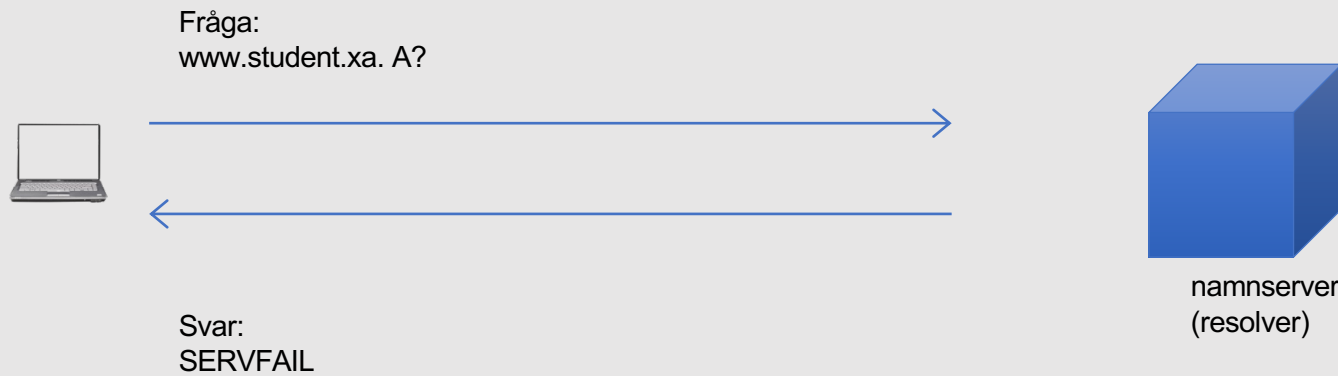 Fråga:
www.student.xa. A?
namnserver
(resolver)
Svar:
SERVFAIL